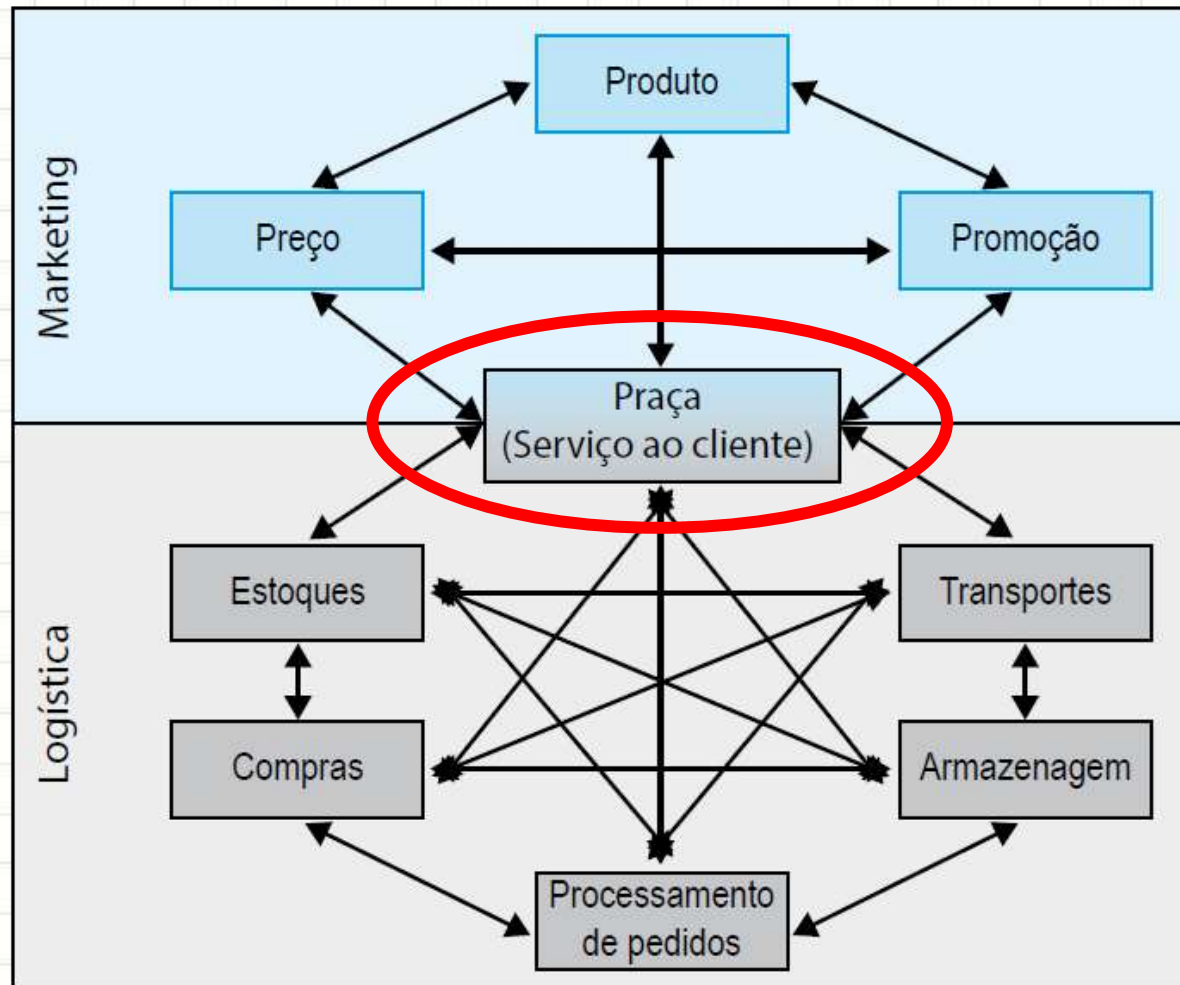 Marketing
Produto
Preço
Promoção
Praça
(Serviço ao cliente)
Logística
Estoques
Transportes
Compras
Armazenagem
Processamento
de pedidos